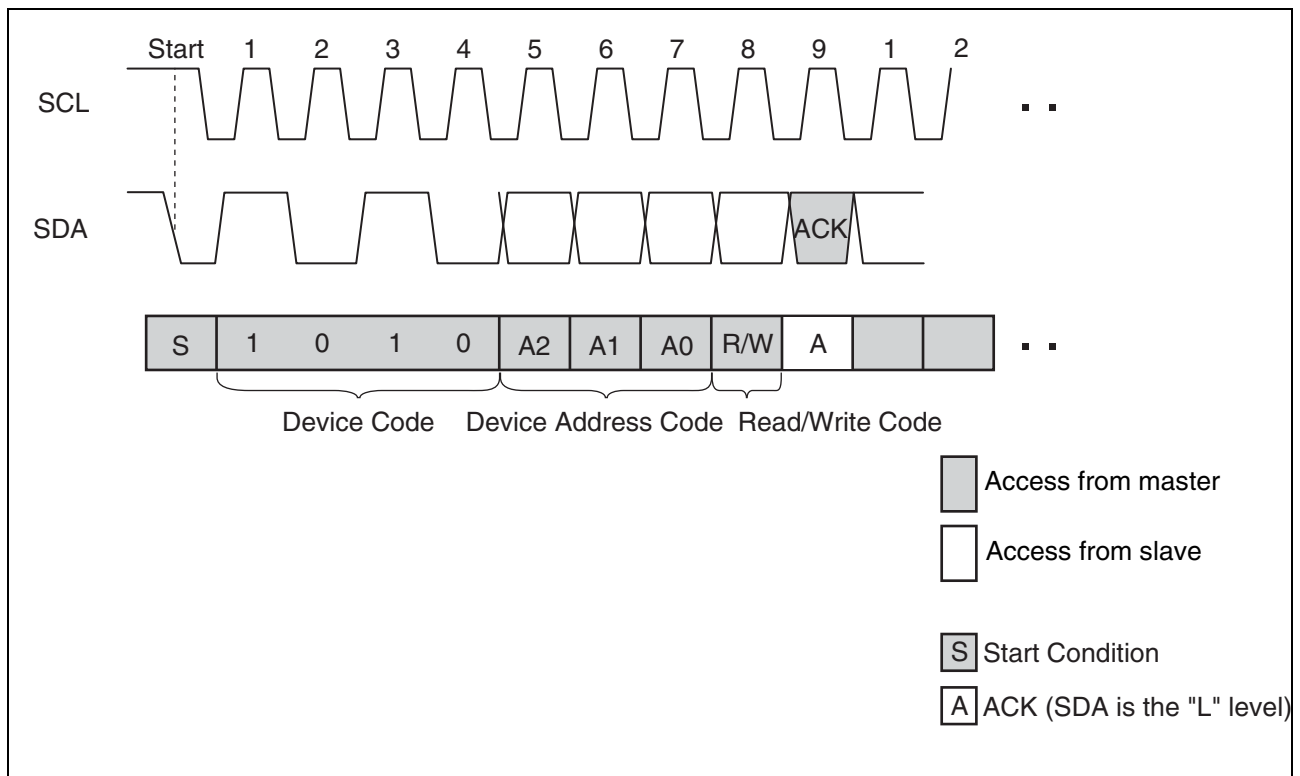 Start 1 2 3 4 5 6 7 8 9 1 2
SCL
SDA
ACK
S 1 0 1 0 A2 A1 A0 R/W A
Device Code Device Address Code Read/Write Code
Access from master
Access from slave
S Start Condition
A ACK (SDA is the "L" level)